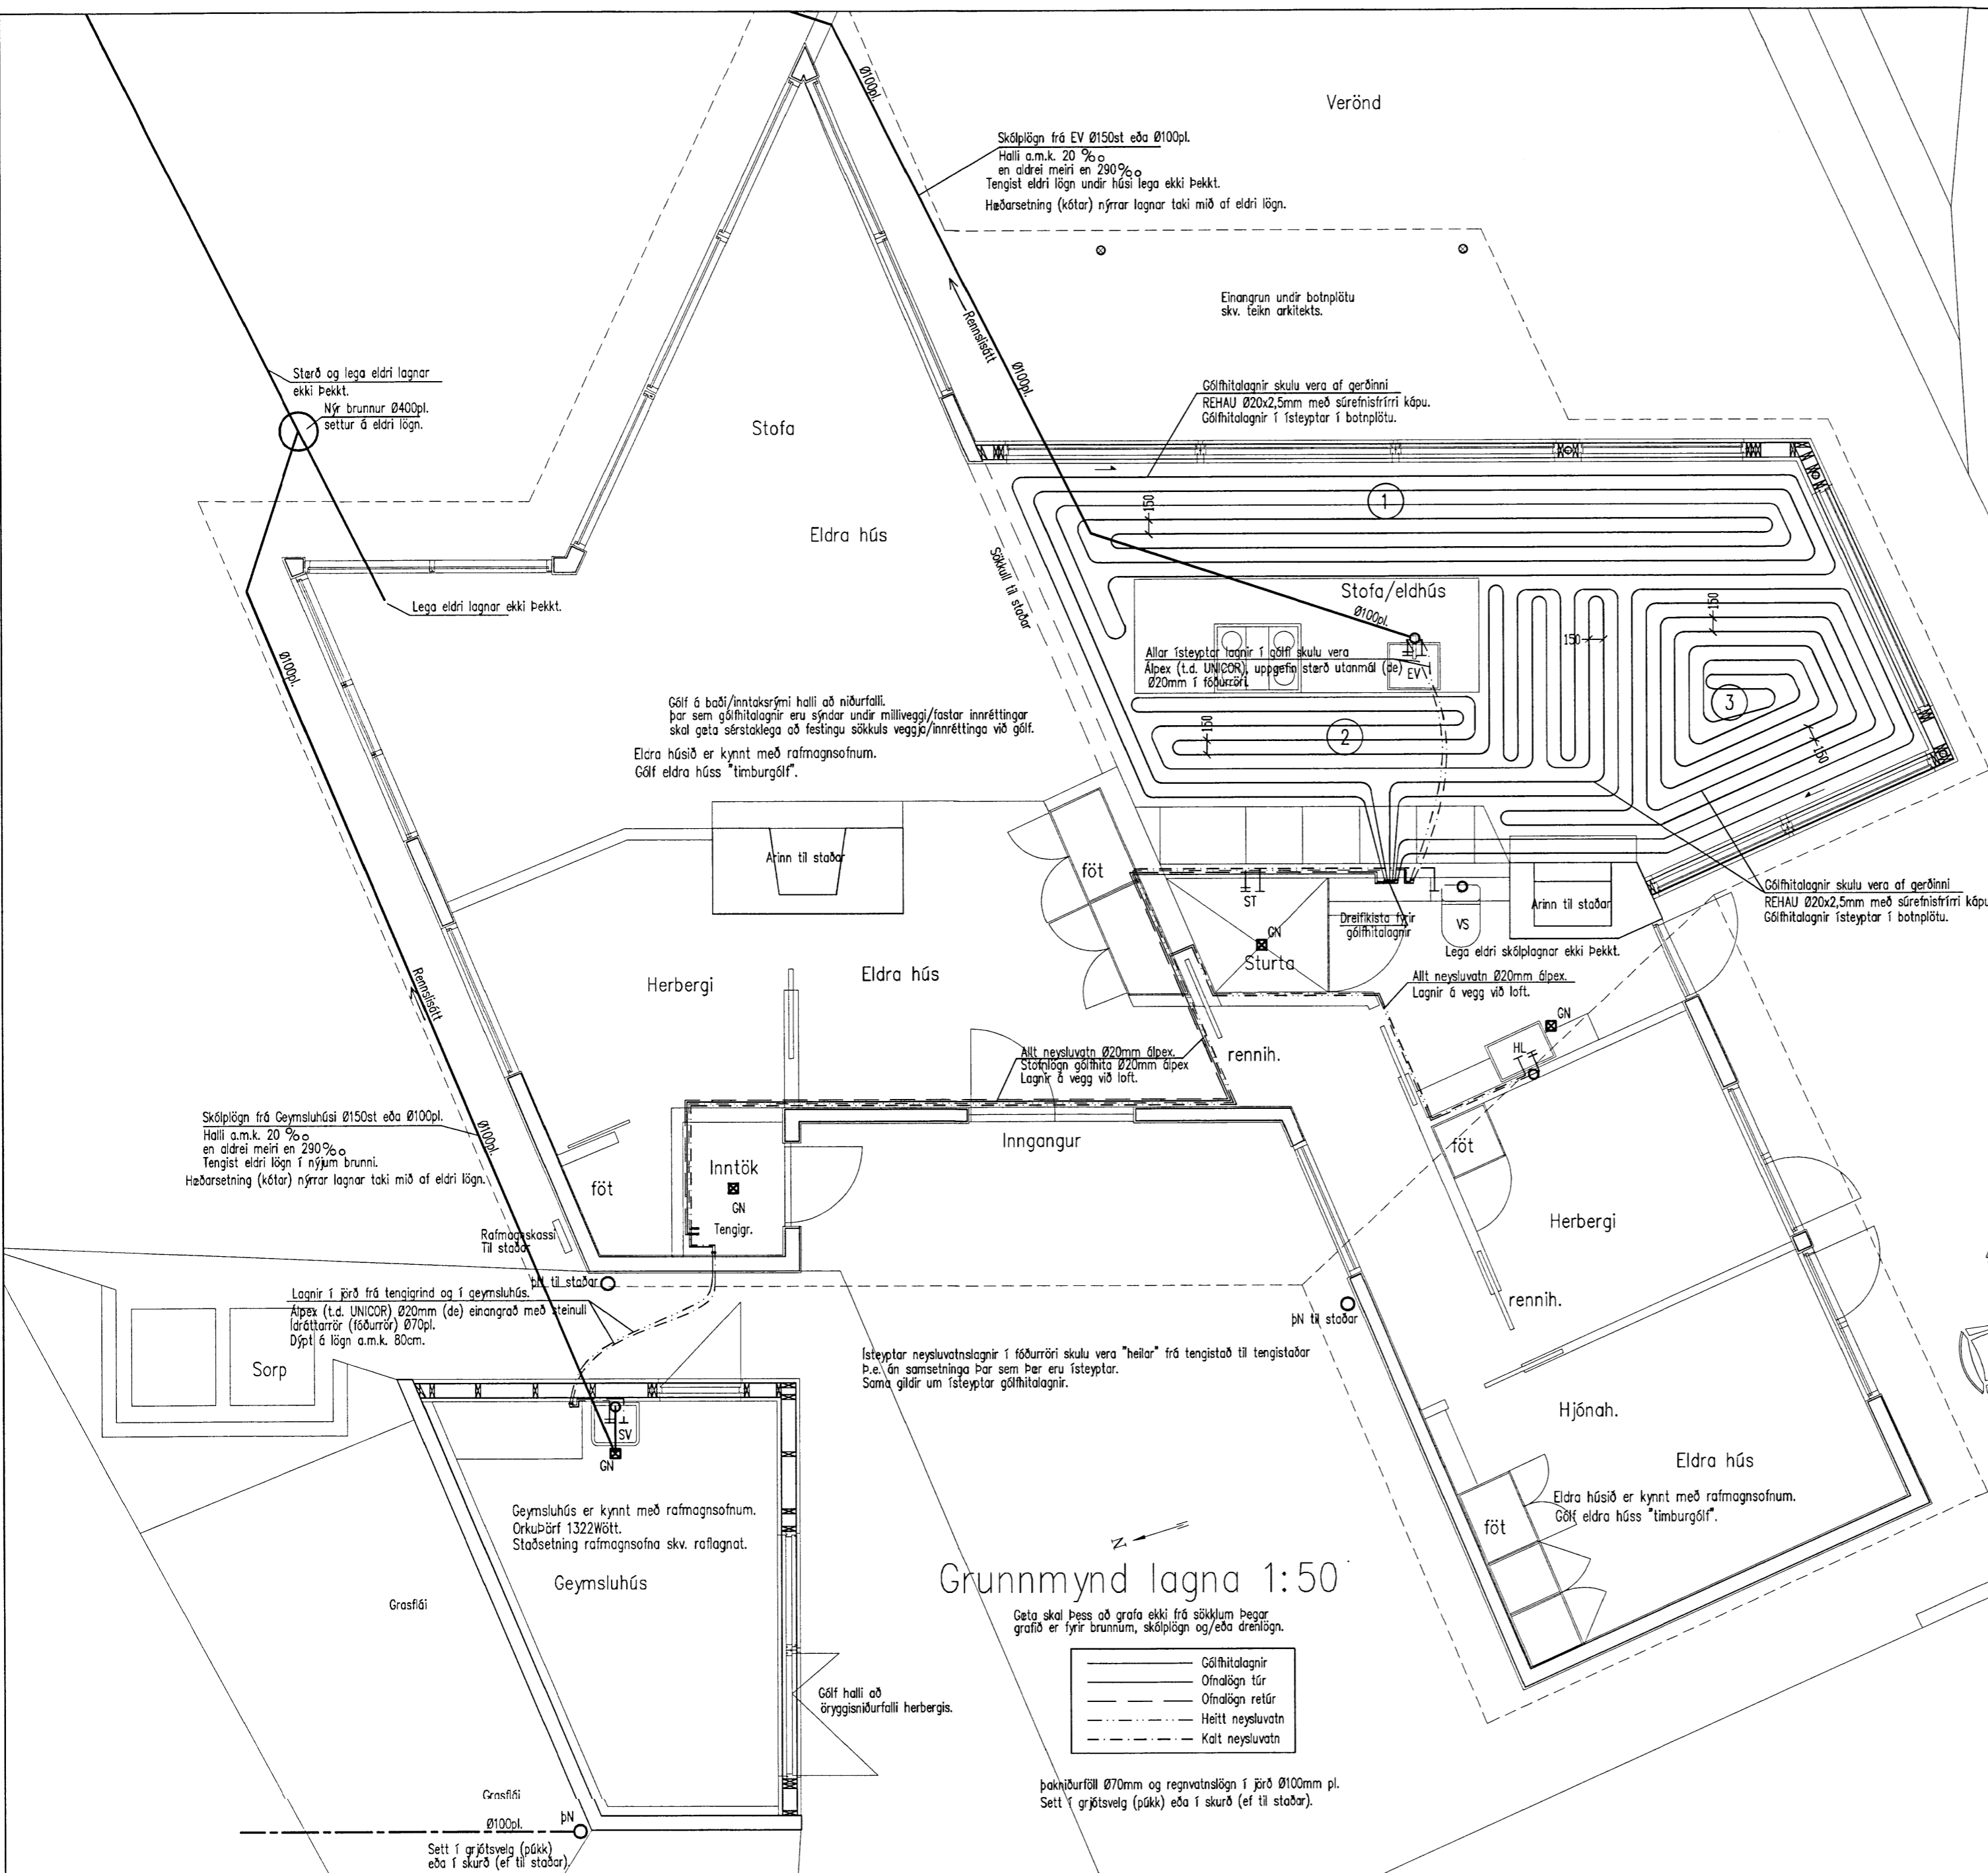 Ø100pl.
Verönd
Skólplögn frá EV Ø150st eða Ø100pl.
Halli a.m.k. 20 ‰
en aldrei meiri en 290‰
Tengist eldri lögn undir húsi lega ekki þekkt.
Hæðarsetning (kótar) nýrrar lagnar taki mið af eldri lögn.
Einangrun undir botnplötu
skv. teikn arkitekts.
Rennslisátt
Ø100pl.
Stærð og lega eldri lagnar
ekki þekkt.
Nýr brunnur Ø400pl.
settur á eldri lögn.
Gólfhitalagnir skulu vera af gerðinni
REHAU Ø20x2,5mm með súrefnisfrírri kápu.
Gólfhitalagnir í ísteyptar í botnplötu.
Stofa
Eldra hús
1
150
Sökkull til staðar
Stofa/eldhús
Ø100pl.
Lega eldri lagnar ekki þekkt.
150
150
Allar ísteyptar lagnir í gólfi skulu vera
Álpex (t.d. UNICOR), uppgefin stærð utanmál (de)
Ø20mm í fóðurröri.
EV
Ø100pl.
3
2
150
150
Gólf á baði/inntaksrými halli að niðurfalli.
þar sem gólfhitalagnir eru sýndar undir milliveggi/fastar innréttingar
skal gæta sérstaklega að festingu sökkuls veggja/innréttinga við gólf.
Eldra húsið er kynnt með rafmagnsofnum.
Gólf eldra húss "timburgólf".
Arinn til staðar
föt
ST
GN
Sturta
Dreifikista fyrir
gólfhitalagnir
VS
Arinn til staðar
Gólfhitalagnir skulu vera af gerðinni
REHAU Ø20x2,5mm með súrefnisfrírri kápu
Gólfhitalagnir ísteyptar í botnplötu.
Lega eldri skólplagnar ekki þekkt.
Allt neysluvatn Ø20mm álpex.
Lagnir á vegg við loft.
Herbergi
Eldra hús
Rennslisátt
GN
HL
rennih.
Allt neysluvatn Ø20mm álpex.
Stofnlögn gólfhita Ø20mm álpex
Lagnir á vegg við loft.
Skólplögn frá Geymsluhúsi Ø150st eða Ø100pl.
Halli a.m.k. 20 ‰
en aldrei meiri en 290‰
Tengist eldri lögn í nýjum brunni.
Hæðarsetning (kótar) nýrrar lagnar taki mið af eldri lögn.
Ø100pl.
Inngangur
föt
Inntök
GN
Tengigr.
föt
Herbergi
Rafmagnskassi
Til staðar
þN til staðar
Lagnir í jörð frá tengigrind og í geymsluhús.
Álpex (t.d. UNICOR) Ø20mm (de) einangrað með steinull
Ídráttarrör (fóðurrör) Ø70pl.
Dýpt á lögn a.m.k. 80cm.
rennih.
þN til staðar
Sorp
Ísteyptar neysluvatnslagnir í fóðurröri skulu vera "heilar" frá tengistað til tengistaðar
Þ.e. án samsetninga þar sem þær eru ísteyptar.
Sama gildir um ísteyptar gólfhitalagnir.
Hjónah.
Eldra hús
SV
GN
Eldra húsið er kynnt með rafmagnsofnum.
Gólf eldra húss "timburgólf".
föt
Geymsluhús er kynnt með rafmagnsofnum.
Orkuþörf 1322Wött.
Staðsetning rafmagnsofna skv. raflagnat.
Geymsluhús
N
Grunnmynd lagna 1:50
Grasflái
Gæta skal þess að grafa ekki frá sökklum þegar
grafið er fyrir brunnum, skólplögn og/eða drenlögn.
Gólfhitalagnir
Ofnalögn túr
Ofnalögn retúr
Heitt neysluvatn
Kalt neysluvatn
Gólf halli að
öryggisniðurfalli herbergis.
þakniðurföll Ø70mm og regnvatnslögn í jörð Ø100mm pl.
Sett í grjótsvelg (púkk) eða í skurð (ef til staðar).
Grasflái
Ø100pl.
þN
Sett í grjótsvelg (púkk)
eða í skurð (ef til staðar).